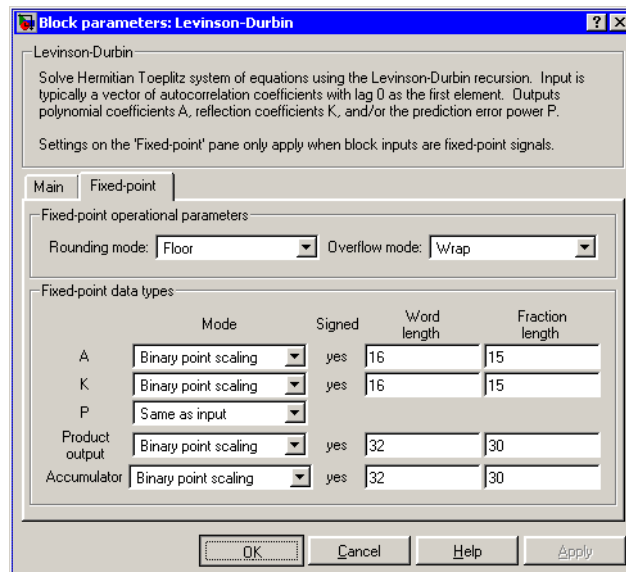 Block parameters: Levinson-Durbin
Levinson-Durbin
Solve Hermitian Toeplitz system of equations using the Levinson-Durbin recursion. Input is
typically a vector of autocorrelation coefficients with lag 0 as the first element. Outputs
polynomial coefficients A, reflection coefficients K, and/or the prediction error power P.
Settings on the 'Fixed-point' pane only apply when block inputs are fixed-point signals.
Main Fixed-point
Fixed-point operational parameters
Rounding mode: Floor Overflow mode: Wrap
Fixed-point data types
Mode Signed Word length Fraction length
A Binary point scaling yes 16 15
K Binary point scaling yes 16 15
P Same as input
Product output Binary point scaling yes 32 30
Accumulator Binary point scaling yes 32 30
OK Cancel Help Apply